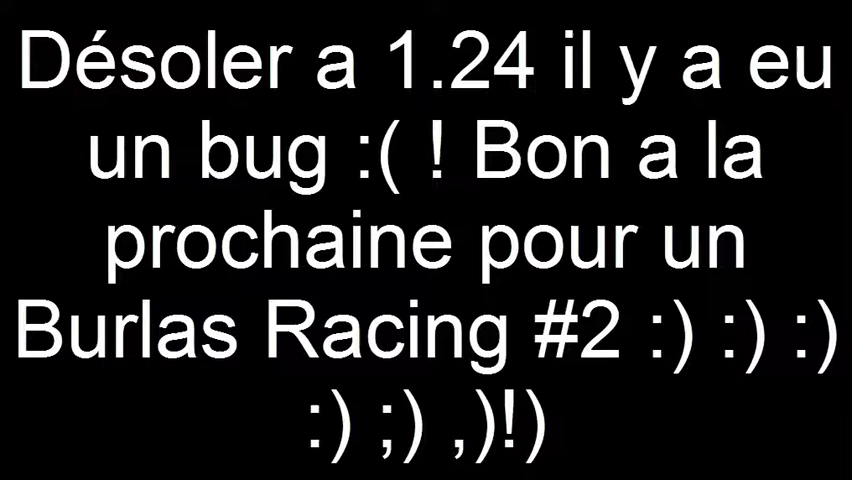 Désoler a 1.24 il y a eu
un bug :( ! Bon a la
prochaine pour un
Burlas Racing #2 :) :) :)
:) ;) ,)!)